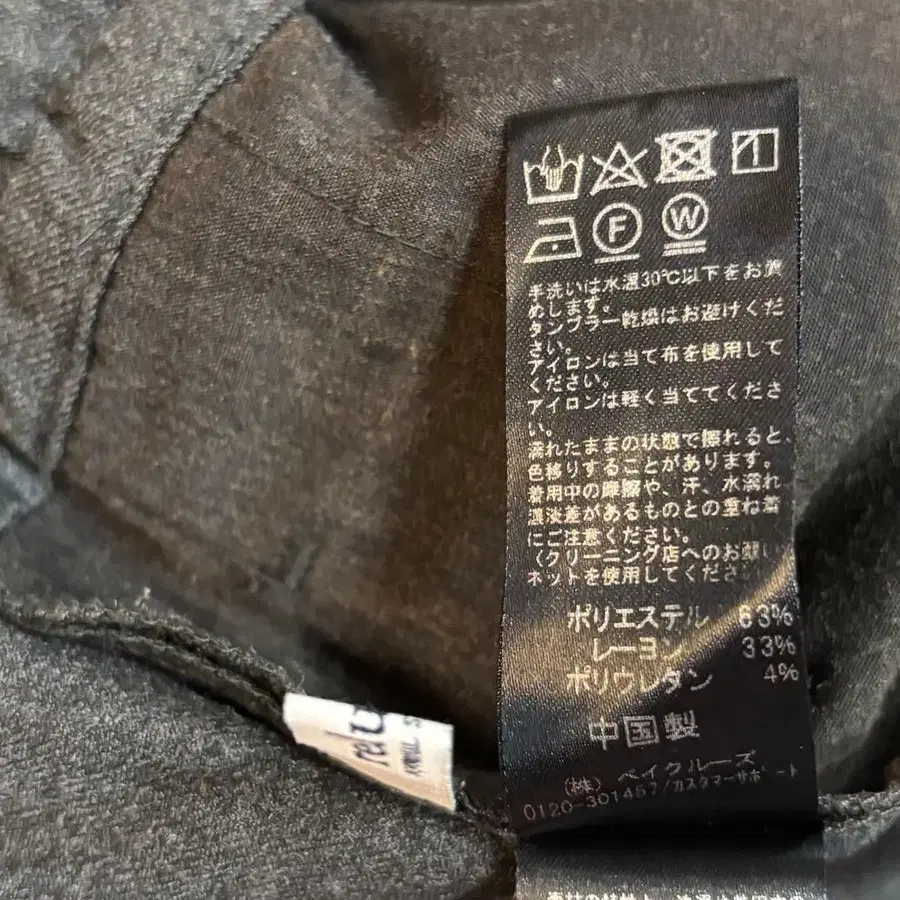 F W
手洗いは水温30℃以下をお薦
めします。
タンブラー乾燥はお避けくだ
さい。
アイロンは当て布を使用して
ください。
アイロンは軽く当ててくださ
い。
濡れたままの状態で擦れると、
色移りすることがあります。
着用中の摩擦や、汗、水濡れ
濃淡差があるものとの重ね着
にご注意ください。
(クリーニング店へのお願い
ネットを使用してくださ
ポリエステル 63%
レーヨン 33%
ポリウレタン 4%
中国製
(株) ベイクルーズ
0120-301457/カスタマーサポート